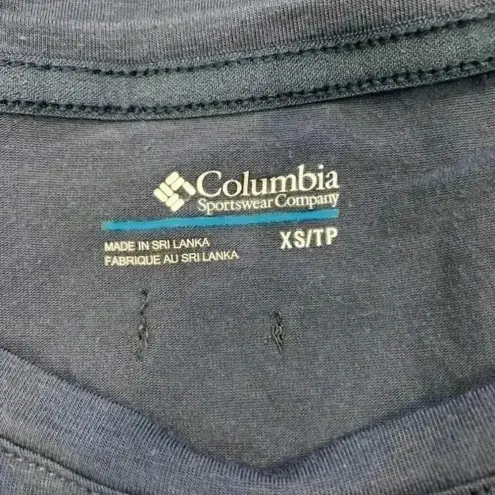 Columbia
Sportswear Company
MADE IN SRI LANKA
FABRIQUE AU SRI LANKA
XS/TP